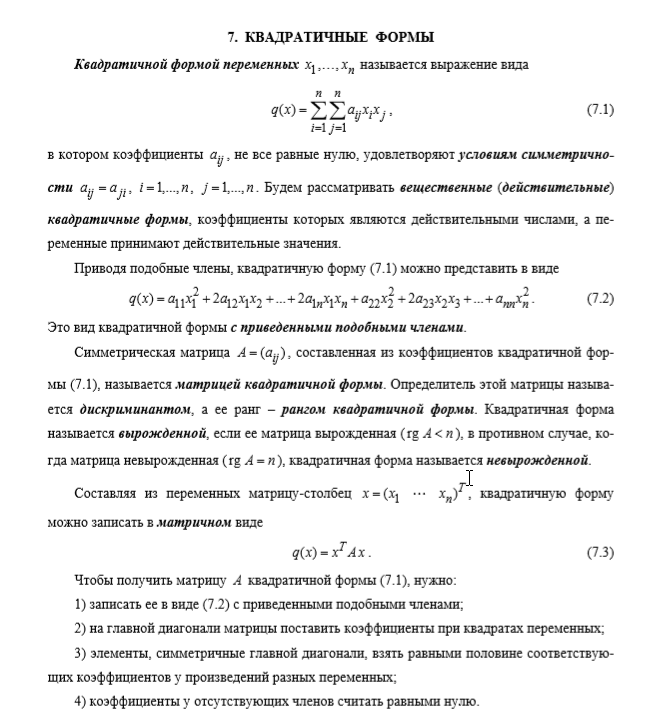 7. КВАДРАТИЧНЫЕ ФОРМЫ
Квадратичной формой переменных x₁,…,xₙ называется выражение вида
q(x) = ∑ⁿᵢ₌₁ ∑ⁿⱼ₌₁ aᵢⱼxᵢxⱼ , (7.1)
в котором коэффициенты aᵢⱼ , не все равные нулю, удовлетворяют условиям симметрично-
сти aᵢⱼ = aⱼᵢ , i = 1,...,n , j = 1,...,n . Будем рассматривать вещественные (действительные)
квадратичные формы, коэффициенты которых являются действительными числами, а пе-
ременные принимают действительные значения.
Приводя подобные члены, квадратичную форму (7.1) можно представить в виде
q(x) = a₁₁x₁² + 2a₁₂x₁x₂ + ... + 2a₁ₙx₁xₙ + a₂₂x₂² + 2a₂₃x₂x₃ + ... + aₙₙxₙ² . (7.2)
Это вид квадратичной формы с приведенными подобными членами.
Симметрическая матрица A = (aᵢⱼ) , составленная из коэффициентов квадратичной фор-
мы (7.1), называется матрицей квадратичной формы. Определитель этой матрицы называ-
ется дискриминантом, а ее ранг – рангом квадратичной формы. Квадратичная форма
называется вырожденной, если ее матрица вырожденная (rg A < n), в противном случае, ко-
гда матрица невырожденная (rg A = n), квадратичная форма называется невырожденной.
Составляя из переменных матрицу-столбец x = (x₁ ⋯ xₙ)ᵀ , квадратичную форму
можно записать в матричном виде
q(x) = xᵀAx . (7.3)
Чтобы получить матрицу A квадратичной формы (7.1), нужно:
1) записать ее в виде (7.2) с приведенными подобными членами;
2) на главной диагонали матрицы поставить коэффициенты при квадратах переменных;
3) элементы, симметричные главной диагонали, взять равными половине соответствую-
щих коэффициентов у произведений разных переменных;
4) коэффициенты у отсутствующих членов считать равными нулю.